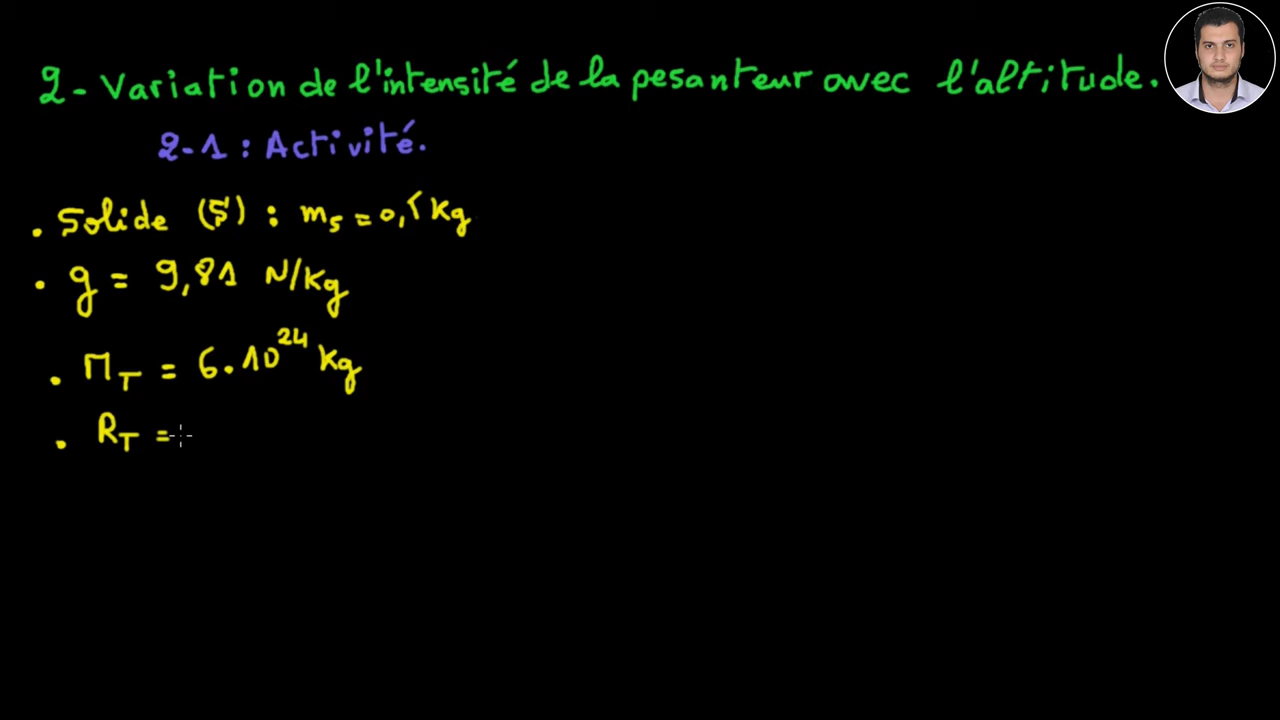 2- Variation de l'intensité de la pesanteur avec l'altitude.
2-1 : Activité.
. Solide (S) : mS = 0,5 Kg
. g = 9,81 N/Kg
. MT = 6.10^24 Kg
. RT =